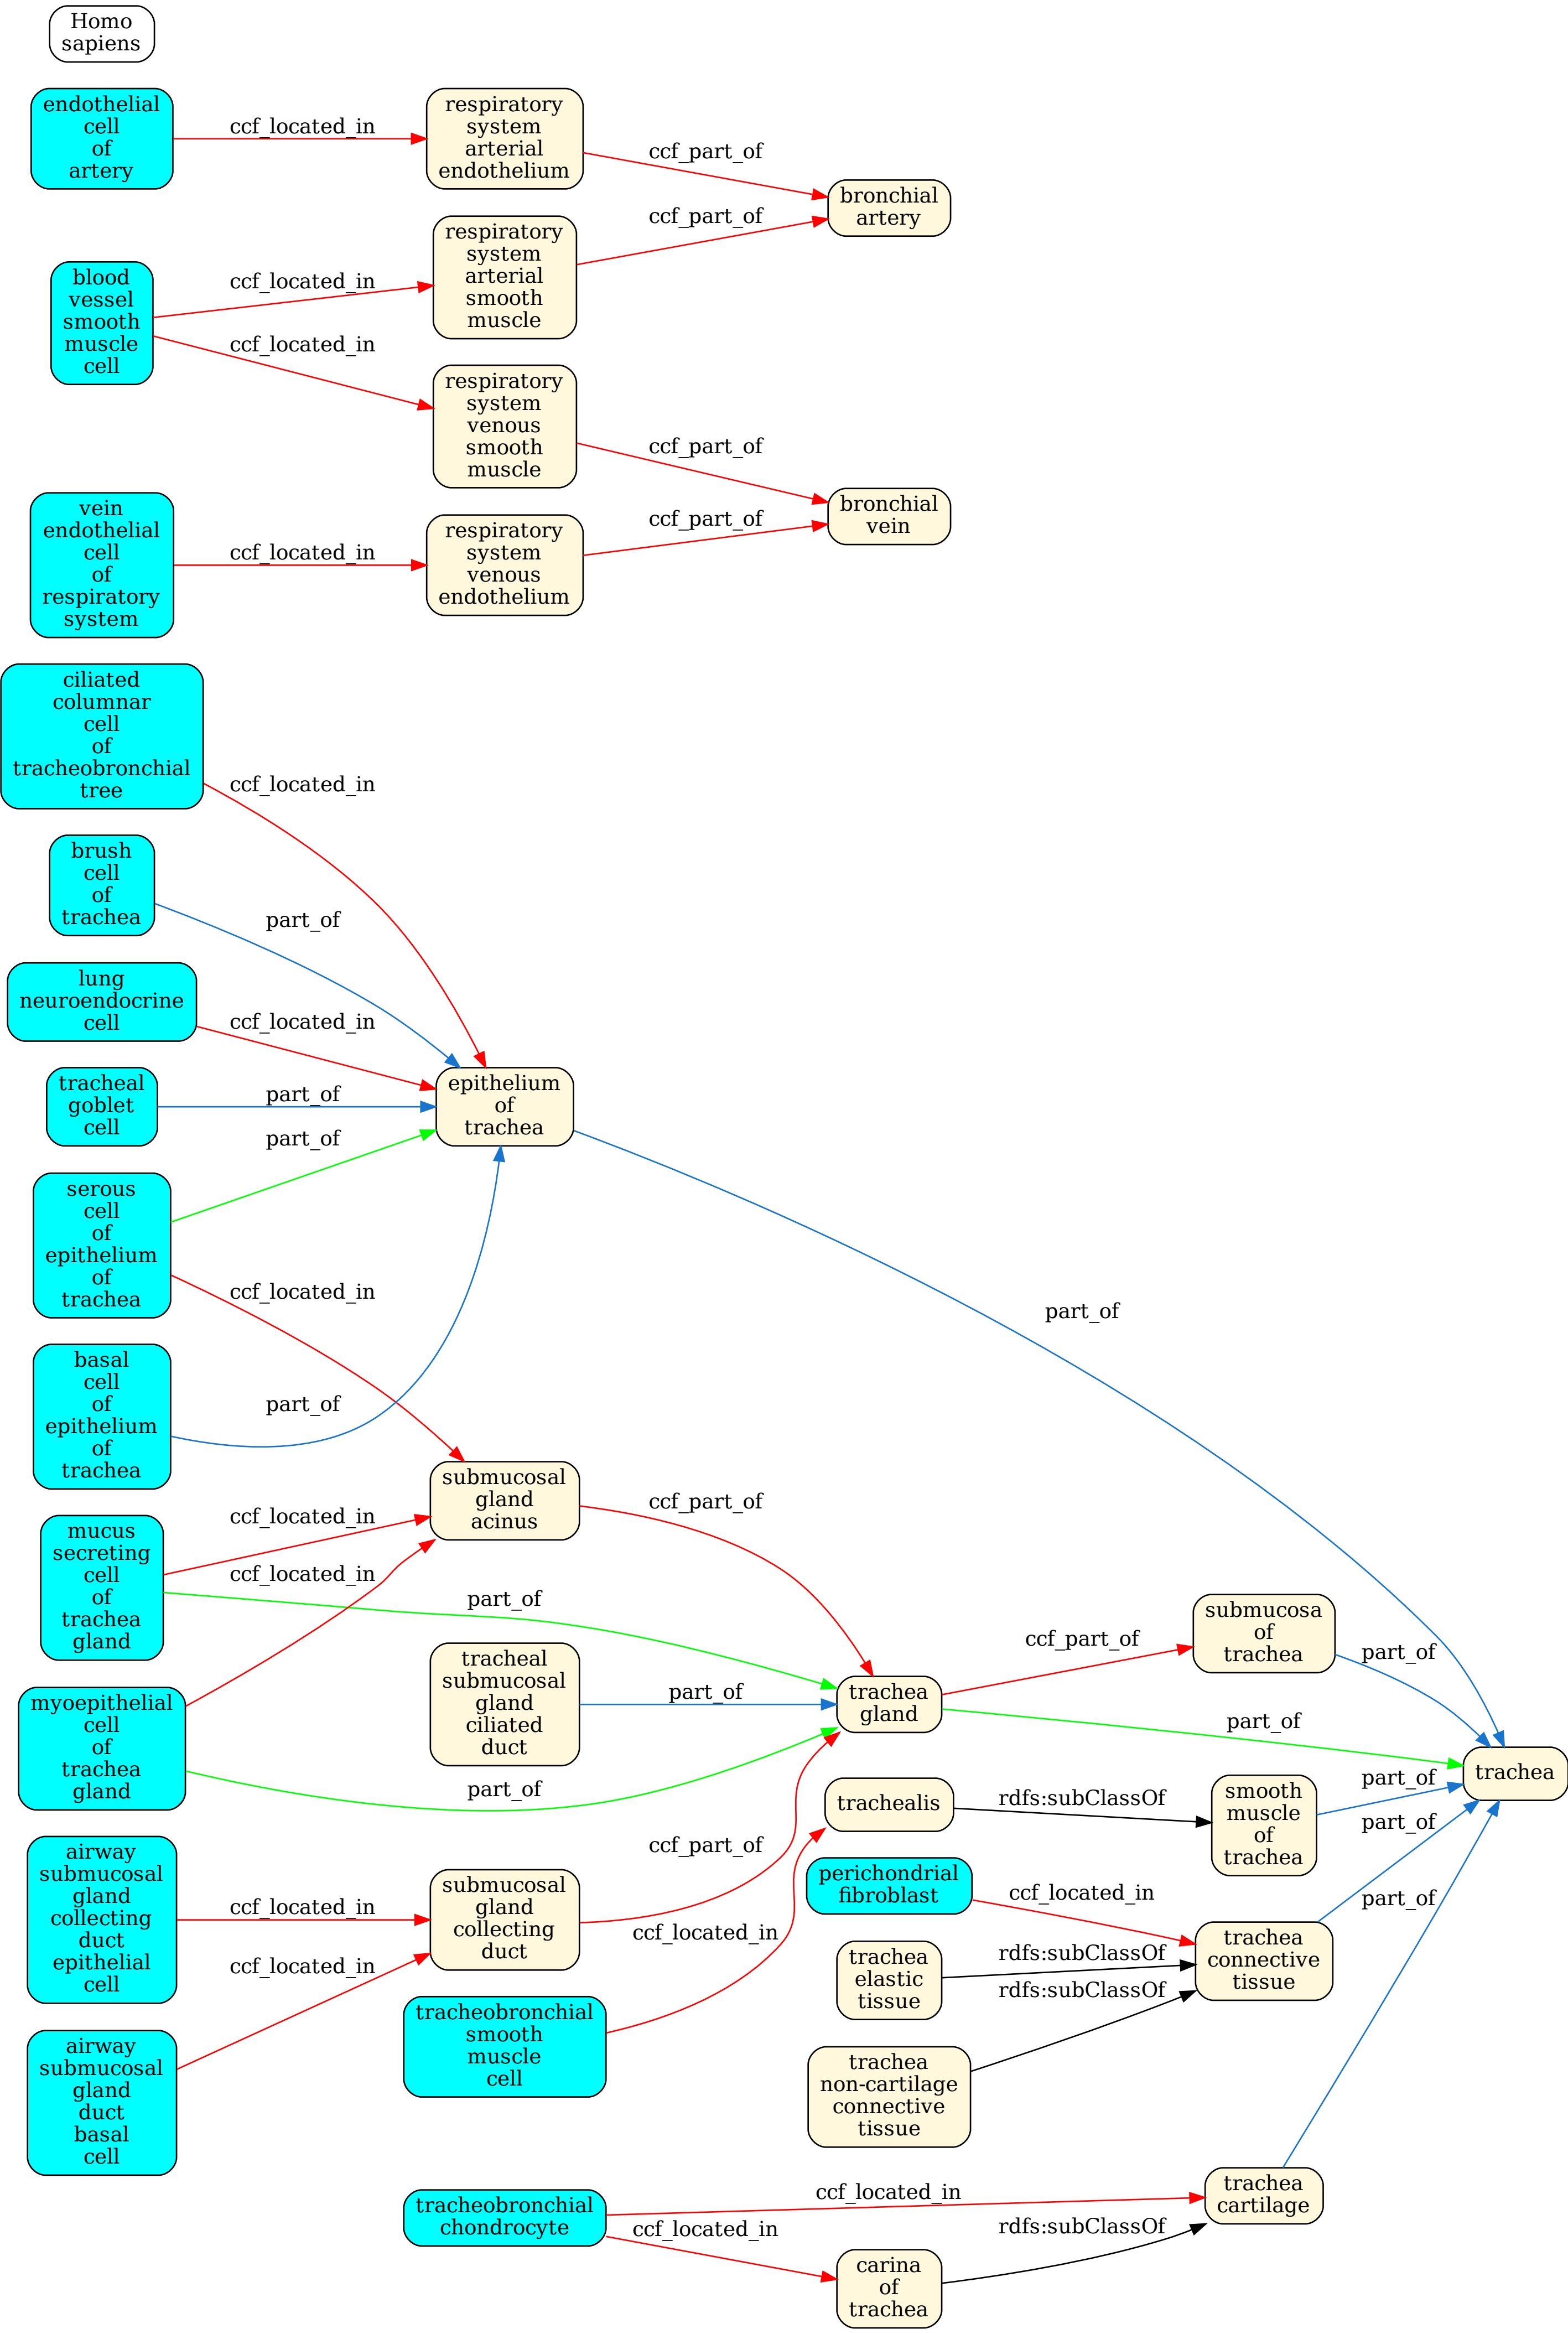 Homo
sapiens
endothelial
cell
of
artery
ccf_located_in
respiratory
system
arterial
endothelium
ccf_part_of
bronchial
artery
blood
vessel
smooth
muscle
cell
ccf_located_in
ccf_located_in
respiratory
system
arterial
smooth
muscle
ccf_part_of
respiratory
system
venous
smooth
muscle
ccf_part_of
bronchial
vein
vein
endothelial
cell
of
respiratory
system
ccf_located_in
respiratory
system
venous
endothelium
ccf_part_of
ciliated
columnar
cell
of
tracheobronchial
tree
ccf_located_in
brush
cell
of
trachea
part_of
lung
neuroendocrine
cell
ccf_located_in
tracheal
goblet
cell
part_of
epithelium
of
trachea
part_of
serous
cell
of
epithelium
of
trachea
part_of
ccf_located_in
basal
cell
of
epithelium
of
trachea
part_of
mucus
secreting
cell
of
trachea
gland
ccf_located_in
ccf_located_in
part_of
submucosal
gland
acinus
ccf_part_of
tracheal
submucosal
gland
ciliated
duct
part_of
trachea
gland
ccf_part_of
submucosa
of
trachea
part_of
part_of
trachea
myoepithelial
cell
of
trachea
gland
part_of
trachealis
rdfs:subClassOf
smooth
muscle
of
trachea
part_of
part_of
part_of
airway
submucosal
gland
collecting
duct
epithelial
cell
ccf_located_in
ccf_located_in
submucosal
gland
collecting
duct
ccf_part_of
ccf_located_in
perichondrial
fibroblast
ccf_located_in
trachea
elastic
tissue
rdfs:subClassOf
rdfs:subClassOf
trachea
connective
tissue
airway
submucosal
gland
duct
basal
cell
tracheobronchial
smooth
muscle
cell
trachea
non-cartilage
connective
tissue
tracheobronchial
chondrocyte
ccf_located_in
ccf_located_in
rdfs:subClassOf
trachea
cartilage
carina
of
trachea